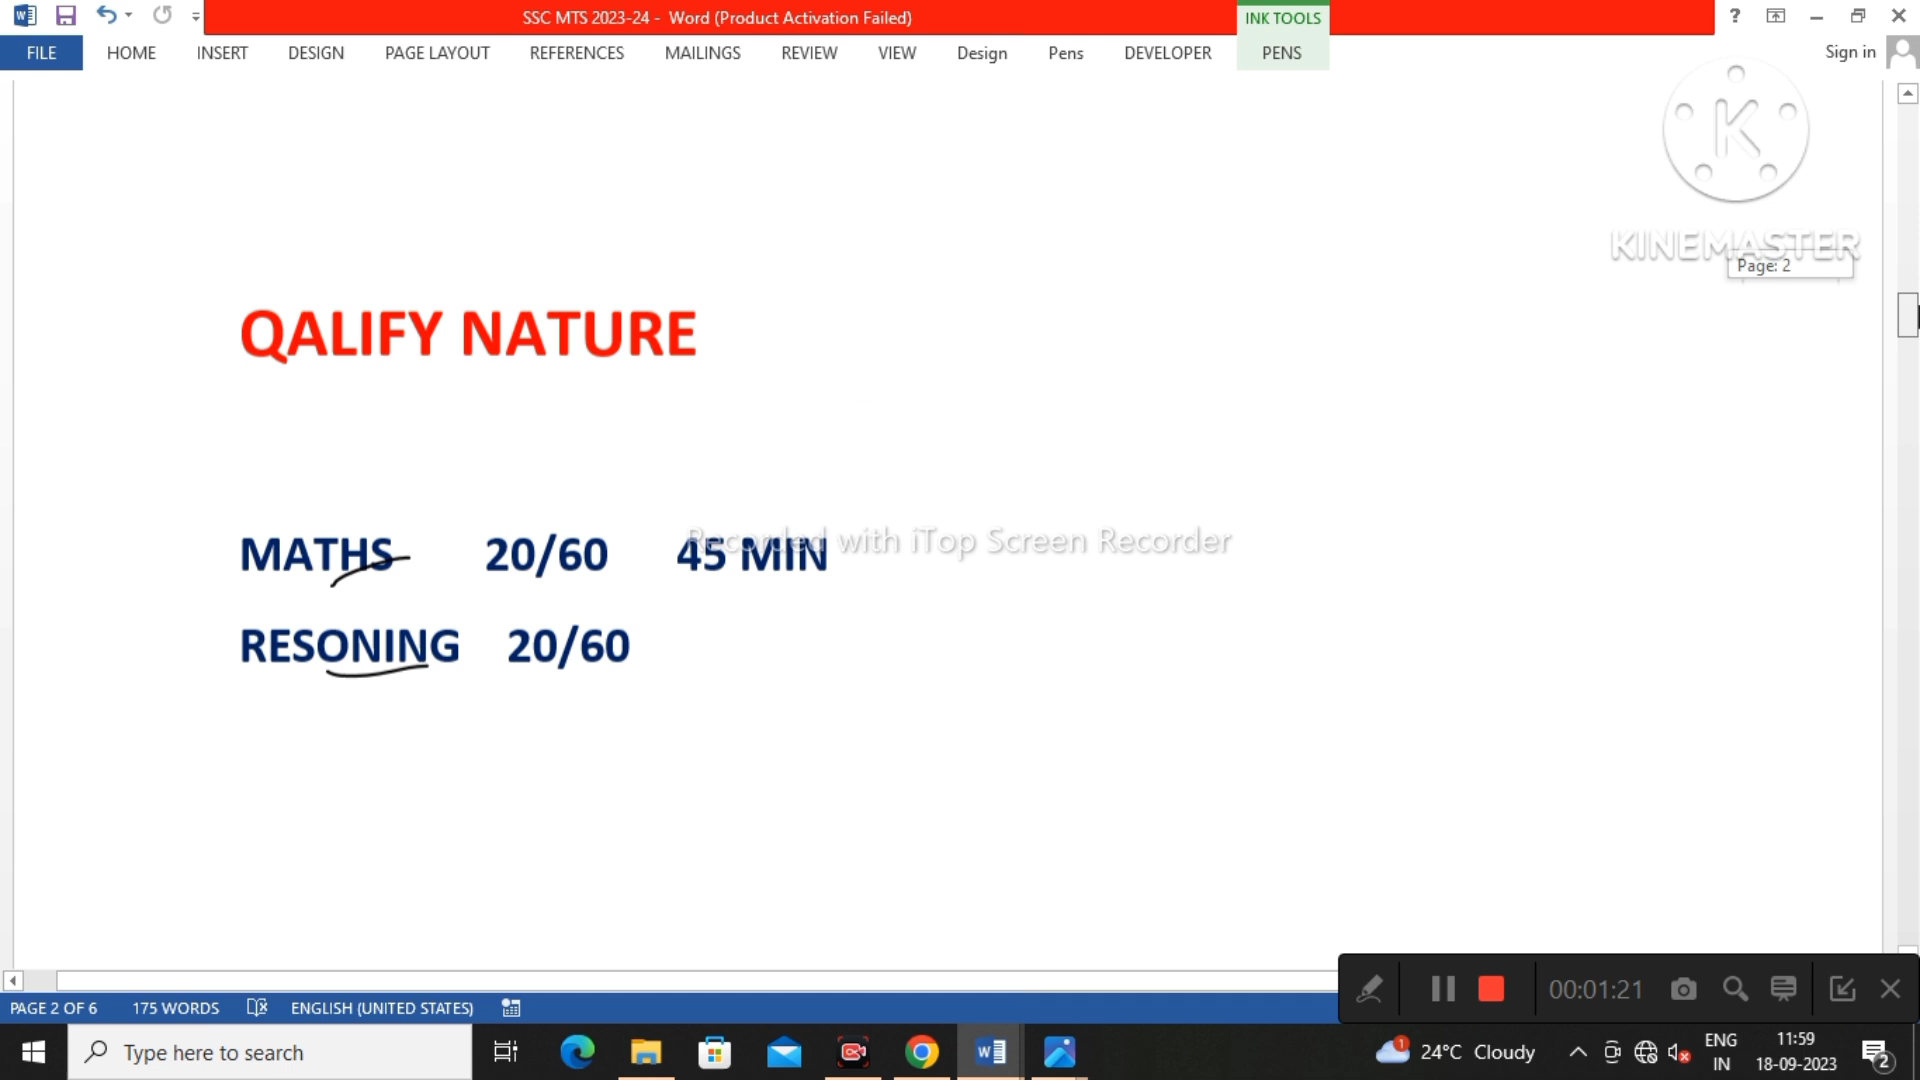 SSC MTS 2023-24 - Word (Product Activation Failed)
INK TOOLS
?
FILE HOME INSERT DESIGN PAGE LAYOUT REFERENCES MAILINGS REVIEW VIEW Design Pens DEVELOPER PENS
Sign in
K
KINEMASTER
Page: 2
QALIFY NATURE
MATHS 20/60 45 MIN
Recorded with iTop Screen Recorder
RESONING 20/60
00:01:21
PAGE 2 OF 6 175 WORDS ENGLISH (UNITED STATES)
Type here to search
1
24°C Cloudy
ENG
IN
11:59
18-09-2023
2